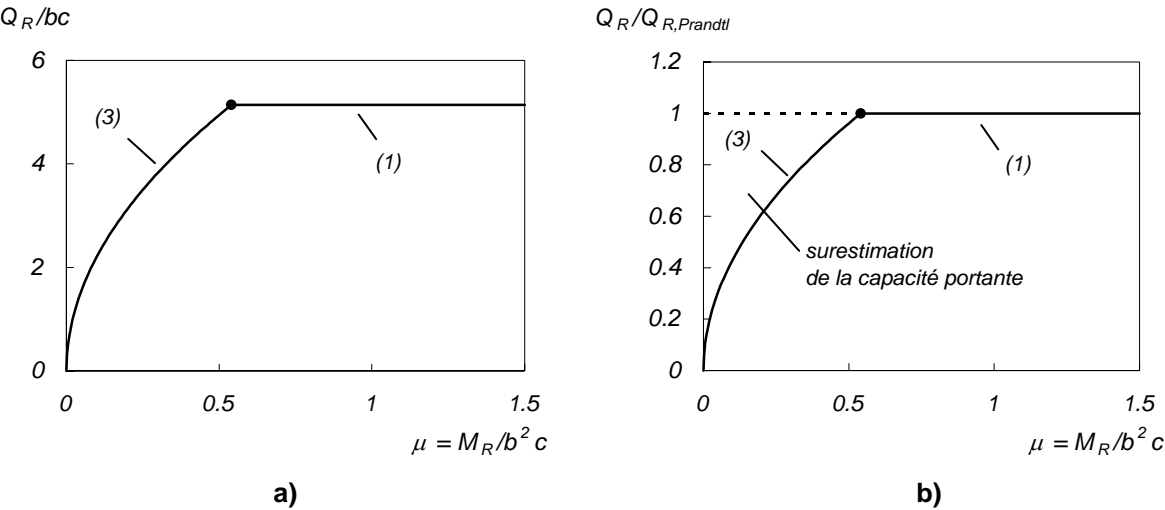 Q R /bc
6
4
2
0
0
0.5
1
1.5
(3)
(1)
μ = M R /b 2 c
a)
Q R /Q R,Prandtl
1.2
1
0.8
0.6
0.4
0.2
0
0
0.5
1
1.5
(3)
(1)
surestimation
de la capacité portante
μ = M R /b 2 c
b)